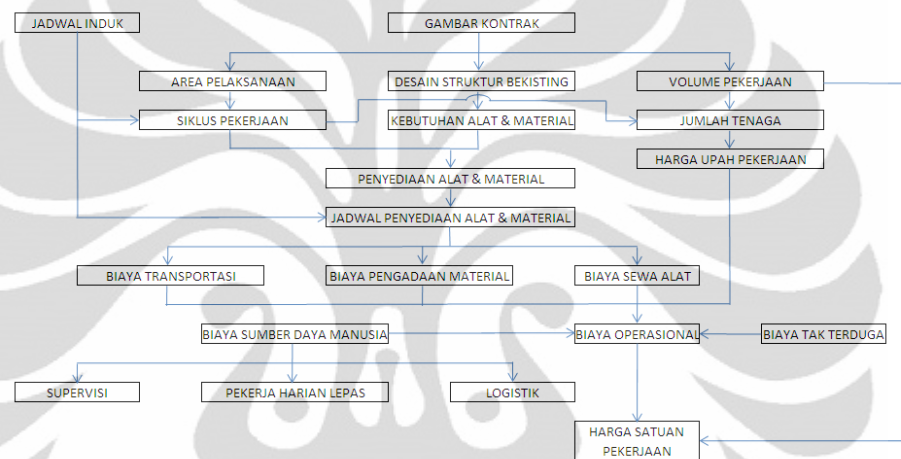 JADWAL INDUK
GAMBAR KONTRAK
AREA PELAKSANAAN
DESAIN STRUKTUR BEKISTING
VOLUME PEKERJAAN
SIKLUS PEKERJAAN
KEBUTUHAN ALAT & MATERIAL
JUMLAH TENAGA
HARGA UPAH PEKERJAAN
PENYEDIAAN ALAT & MATERIAL
JADWAL PENYEDIAAN ALAT & MATERIAL
BIAYA TRANSPORTASI
BIAYA PENGADAAN MATERIAL
BIAYA SEWA ALAT
BIAYA SUMBER DAYA MANUSIA
BIAYA OPERASIONAL
BIAYA TAK TERDUGA
SUPERVISI
PEKERJA HARIAN LEPAS
LOGISTIK
HARGA SATUAN
PEKERJAAN